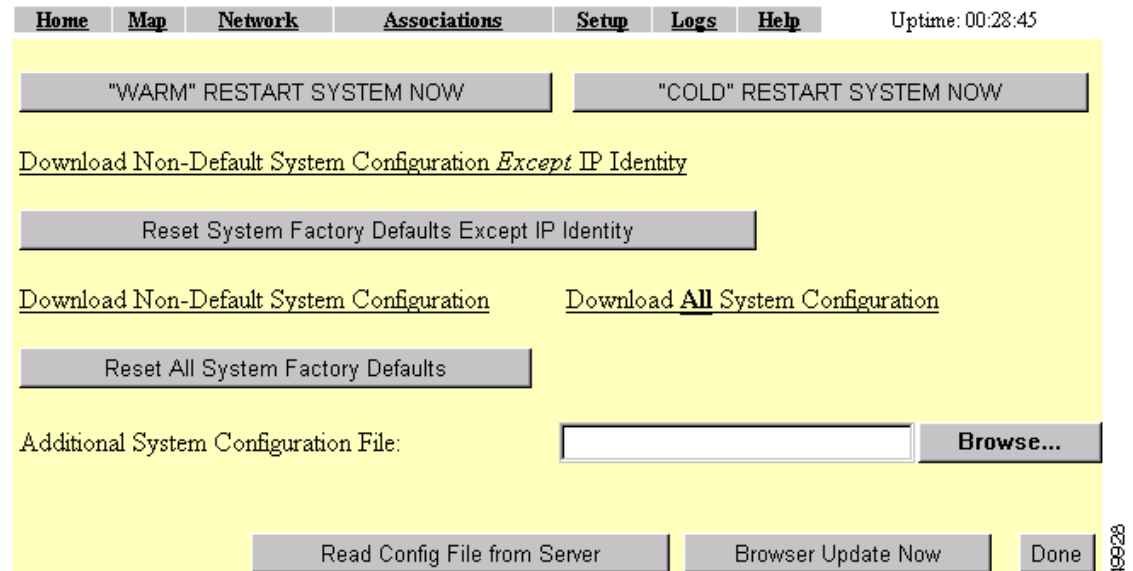 Home Map Network Associations Setup Logs Help Uptime: 00:28:45
"WARM" RESTART SYSTEM NOW "COLD" RESTART SYSTEM NOW
Download Non-Default System Configuration Except IP Identity
Reset System Factory Defaults Except IP Identity
Download Non-Default System Configuration Download All System Configuration
Reset All System Factory Defaults
Additional System Configuration File: Browse...
Read Config File from Server Browser Update Now Done
49928